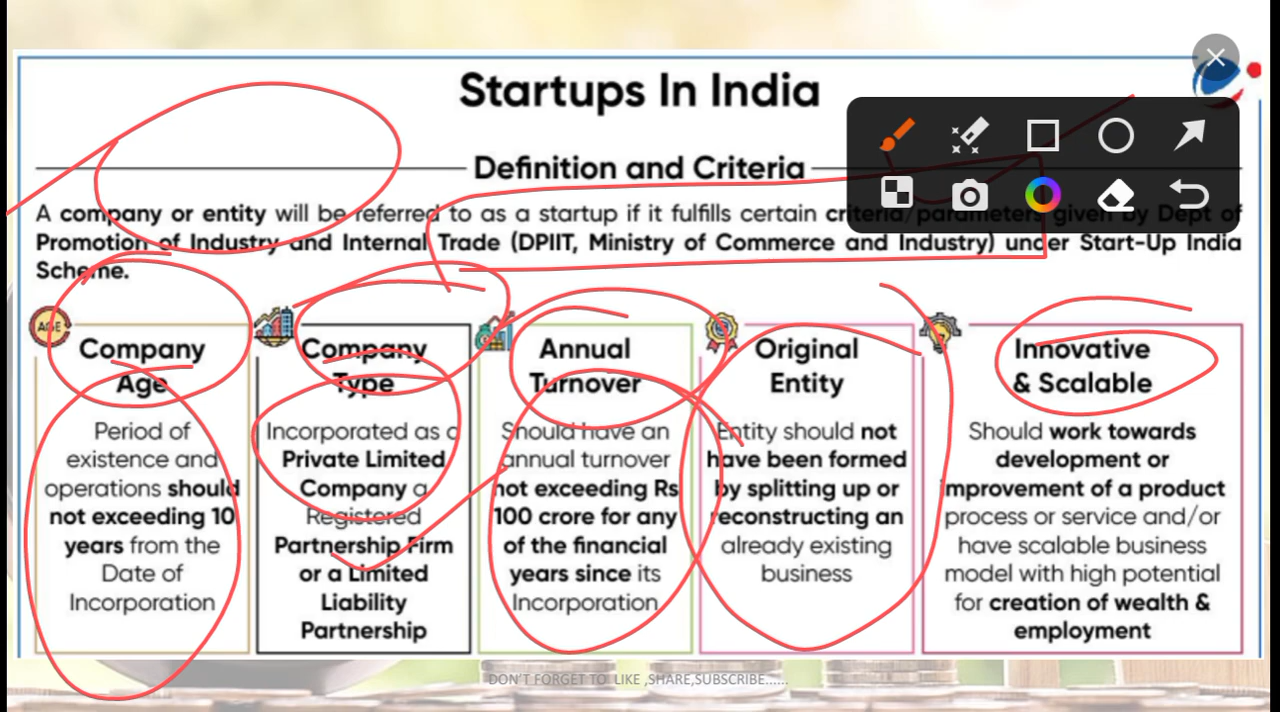 Startups In India
Definition and Criteria
A company or entity will be referred to as a startup if it fulfills certain criteria/parameters given by Dept of
Promotion of Industry and Internal Trade (DPIIT, Ministry of Commerce and Industry) under Start-Up India
Scheme.
AGE
Company
Age
Period of
existence and
operations should
not exceeding 10
years from the
Date of
Incorporation
Company
Type
Incorporated as a
Private Limited
Company a
Registered
Partnership Firm
or a Limited
Liability
Partnership
Annual
Turnover
Should have an
annual turnover
not exceeding Rs
100 crore for any
of the financial
years since its
Incorporation
Original
Entity
Entity should not
have been formed
by splitting up or
reconstructing an
already existing
business
Innovative
& Scalable
Should work towards
development or
improvement of a product
process or service and/or
have scalable business
model with high potential
for creation of wealth &
employment
DON'T FORGET TO LIKE ,SHARE,SUBSCRIBE......